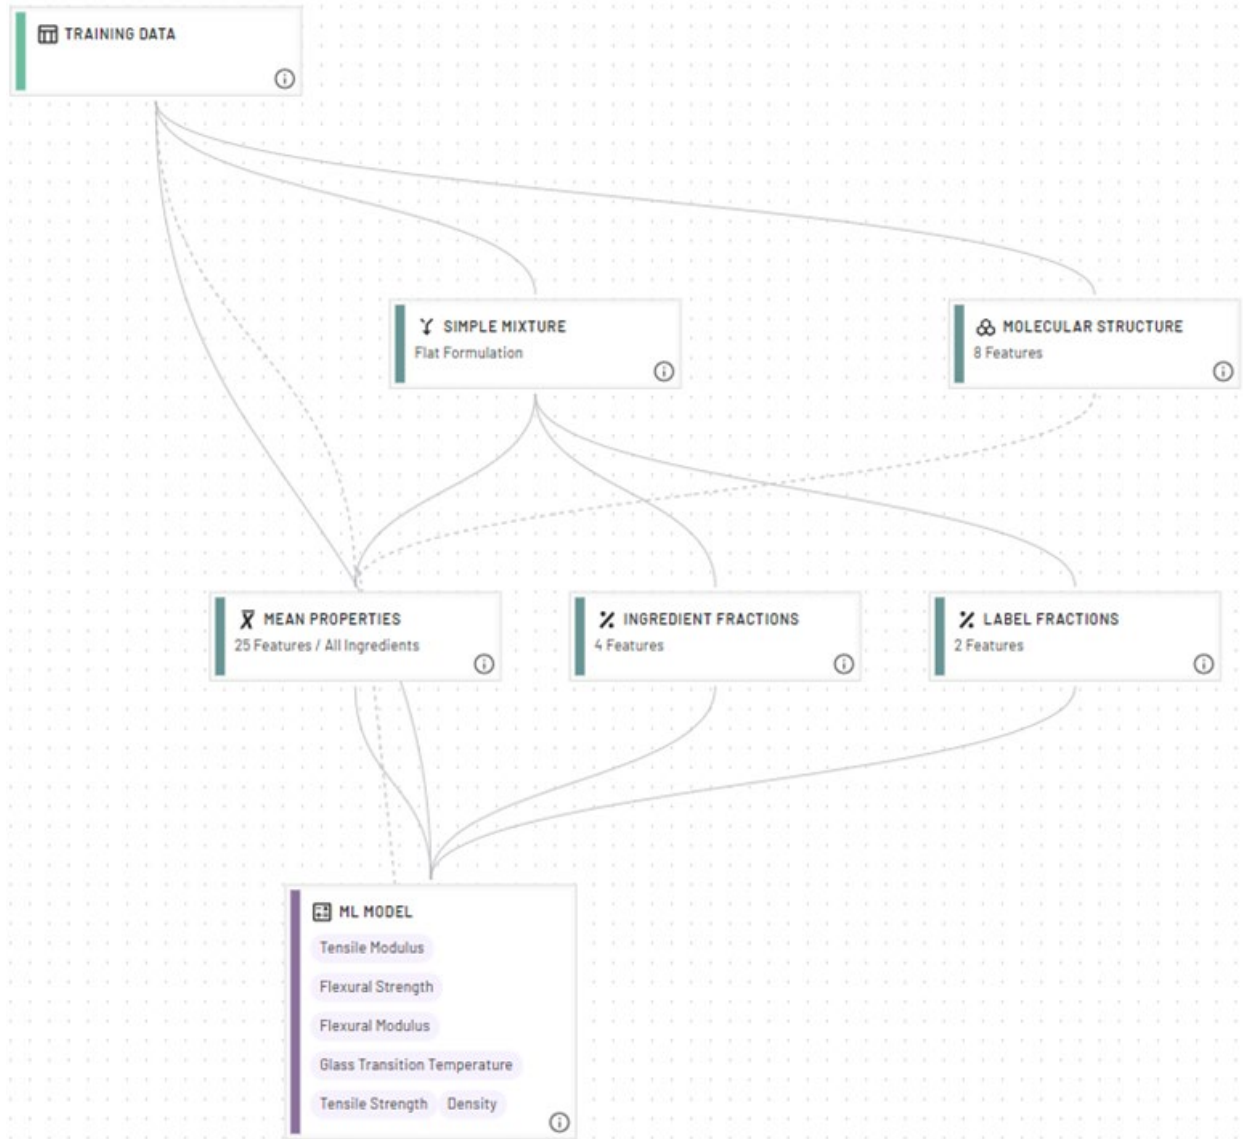 TRAINING DATA
SIMPLE MIXTURE
Flat Formulation
MOLECULAR STRUCTURE
8 Features
MEAN PROPERTIES
25 Features / All Ingredients
INGREDIENT FRACTIONS
4 Features
LABEL FRACTIONS
2 Features
ML MODEL
Tensile Modulus
Flexural Strength
Flexural Modulus
Glass Transition Temperature
Tensile Strength Density